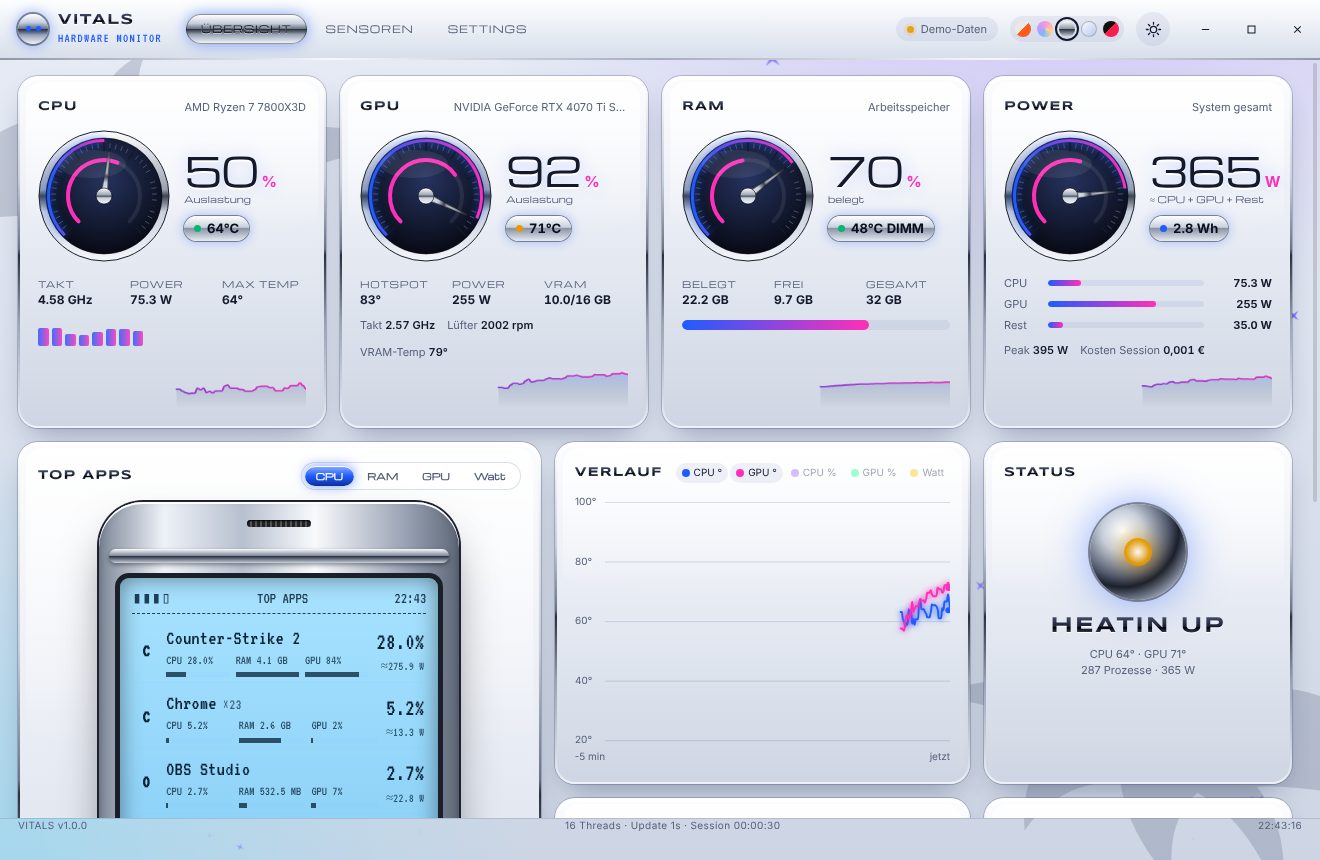 VITALS
HARDWARE MONITOR
ÜBERSICHT SENSOREN SETTINGS
Demo-Daten
CPU AMD Ryzen 7 7800X3D
50 %
Auslastung
64°C
TAKT POWER MAX TEMP
4.58 GHz 75.3 W 64°
GPU NVIDIA GeForce RTX 4070 Ti S...
92 %
Auslastung
71°C
HOTSPOT POWER VRAM
83° 255 W 10.0/16 GB
Takt 2.57 GHz Lüfter 2002 rpm
VRAM-Temp 79°
RAM Arbeitsspeicher
70 %
belegt
48°C DIMM
BELEGT FREI GESAMT
22.2 GB 9.7 GB 32 GB
POWER System gesamt
365 W
≈ CPU + GPU + Rest
2.8 Wh
CPU 75.3 W
GPU 255 W
Rest 35.0 W
Peak 395 W Kosten Session 0,001 €
TOP APPS CPU RAM GPU Watt
TOP APPS 22:43
C Counter-Strike 2 28.0%
CPU 28.0% RAM 4.1 GB GPU 84% ≈275.9 W
C Chrome X23 5.2%
CPU 5.2% RAM 2.6 GB GPU 2% ≈13.3 W
O OBS Studio 2.7%
CPU 2.7% RAM 532.5 MB GPU 7% ≈22.8 W
VERLAUF CPU ° GPU ° CPU % GPU % Watt
100°
80°
60°
40°
20°
-5 min jetzt
STATUS
HEATIN UP
CPU 64° · GPU 71°
287 Prozesse · 365 W
VITALS v1.0.0 16 Threads · Update 1s · Session 00:00:30 22:43:16